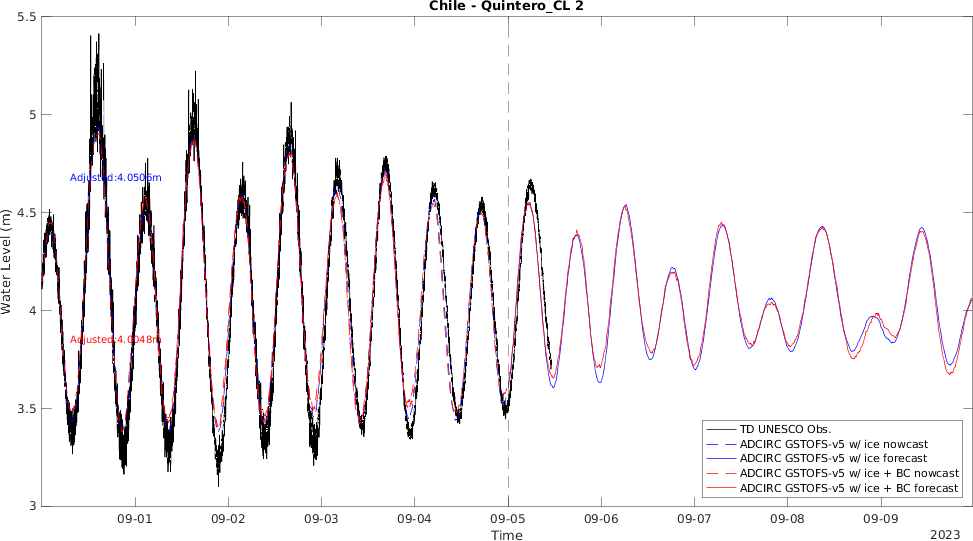 Chile - Quintero_CL 2
5.5
5
4.5
4
3.5
3
Water Level (m)
Adjusted:4.0506m
Adjusted:4.0048m
TD UNESCO Obs.
ADCIRC GSTOFS-v5 w/ ice nowcast
ADCIRC GSTOFS-v5 w/ ice forecast
ADCIRC GSTOFS-v5 w/ ice + BC nowcast
ADCIRC GSTOFS-v5 w/ ice + BC forecast
09-01 09-02 09-03 09-04 09-05 09-06 09-07 09-08 09-09
Time
2023